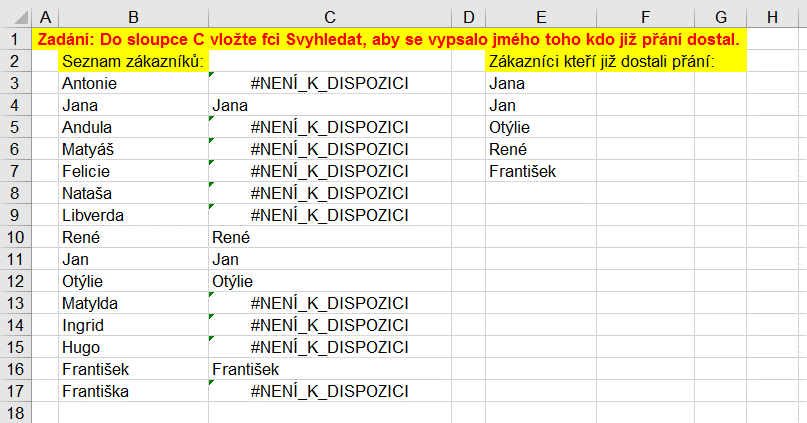 A B C D E F G H
1 Zadání: Do sloupce C vložte fci Svyhledat, aby se vypsalo jmého toho kdo již přání dostal.
2 Seznam zákazníků: Zákazníci kteří již dostali přání:
3 Antonie #NENÍ_K_DISPOZICI Jana
4 Jana Jana Jan
5 Andula #NENÍ_K_DISPOZICI Otýlie
6 Matyáš #NENÍ_K_DISPOZICI René
7 Felicie #NENÍ_K_DISPOZICI František
8 Nataša #NENÍ_K_DISPOZICI
9 Libverda #NENÍ_K_DISPOZICI
10 René René
11 Jan Jan
12 Otýlie Otýlie
13 Matylda #NENÍ_K_DISPOZICI
14 Ingrid #NENÍ_K_DISPOZICI
15 Hugo #NENÍ_K_DISPOZICI
16 František František
17 Františka #NENÍ_K_DISPOZICI
18